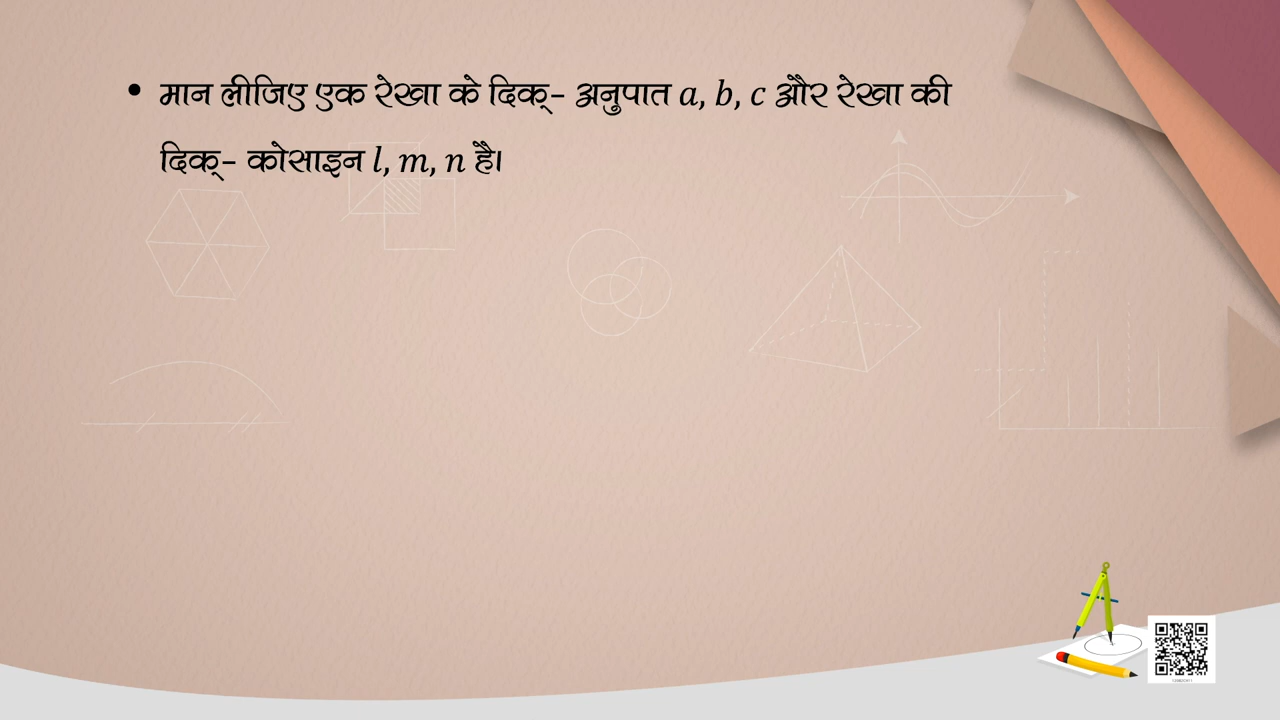 • मान लीजिए एक रेखा के दिक्- अनुपात a, b, c और रेखा की
दिक्- कोसाइन l, m, n है।